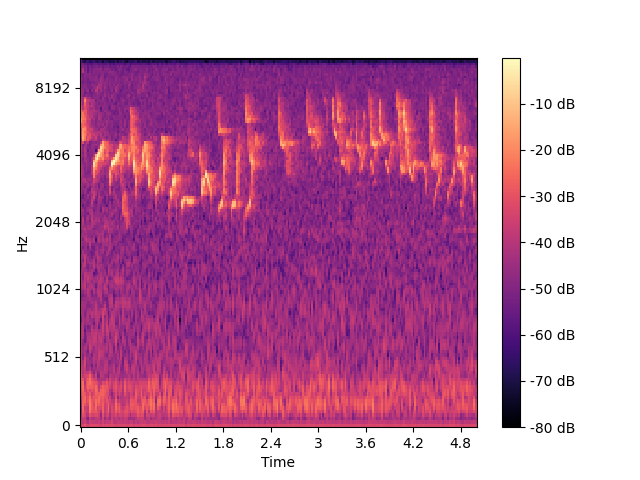 8192
4096
2048
1024
512
0
Hz
0 0.6 1.2 1.8 2.4 3 3.6 4.2 4.8
Time
-10 dB
-20 dB
-30 dB
-40 dB
-50 dB
-60 dB
-70 dB
-80 dB